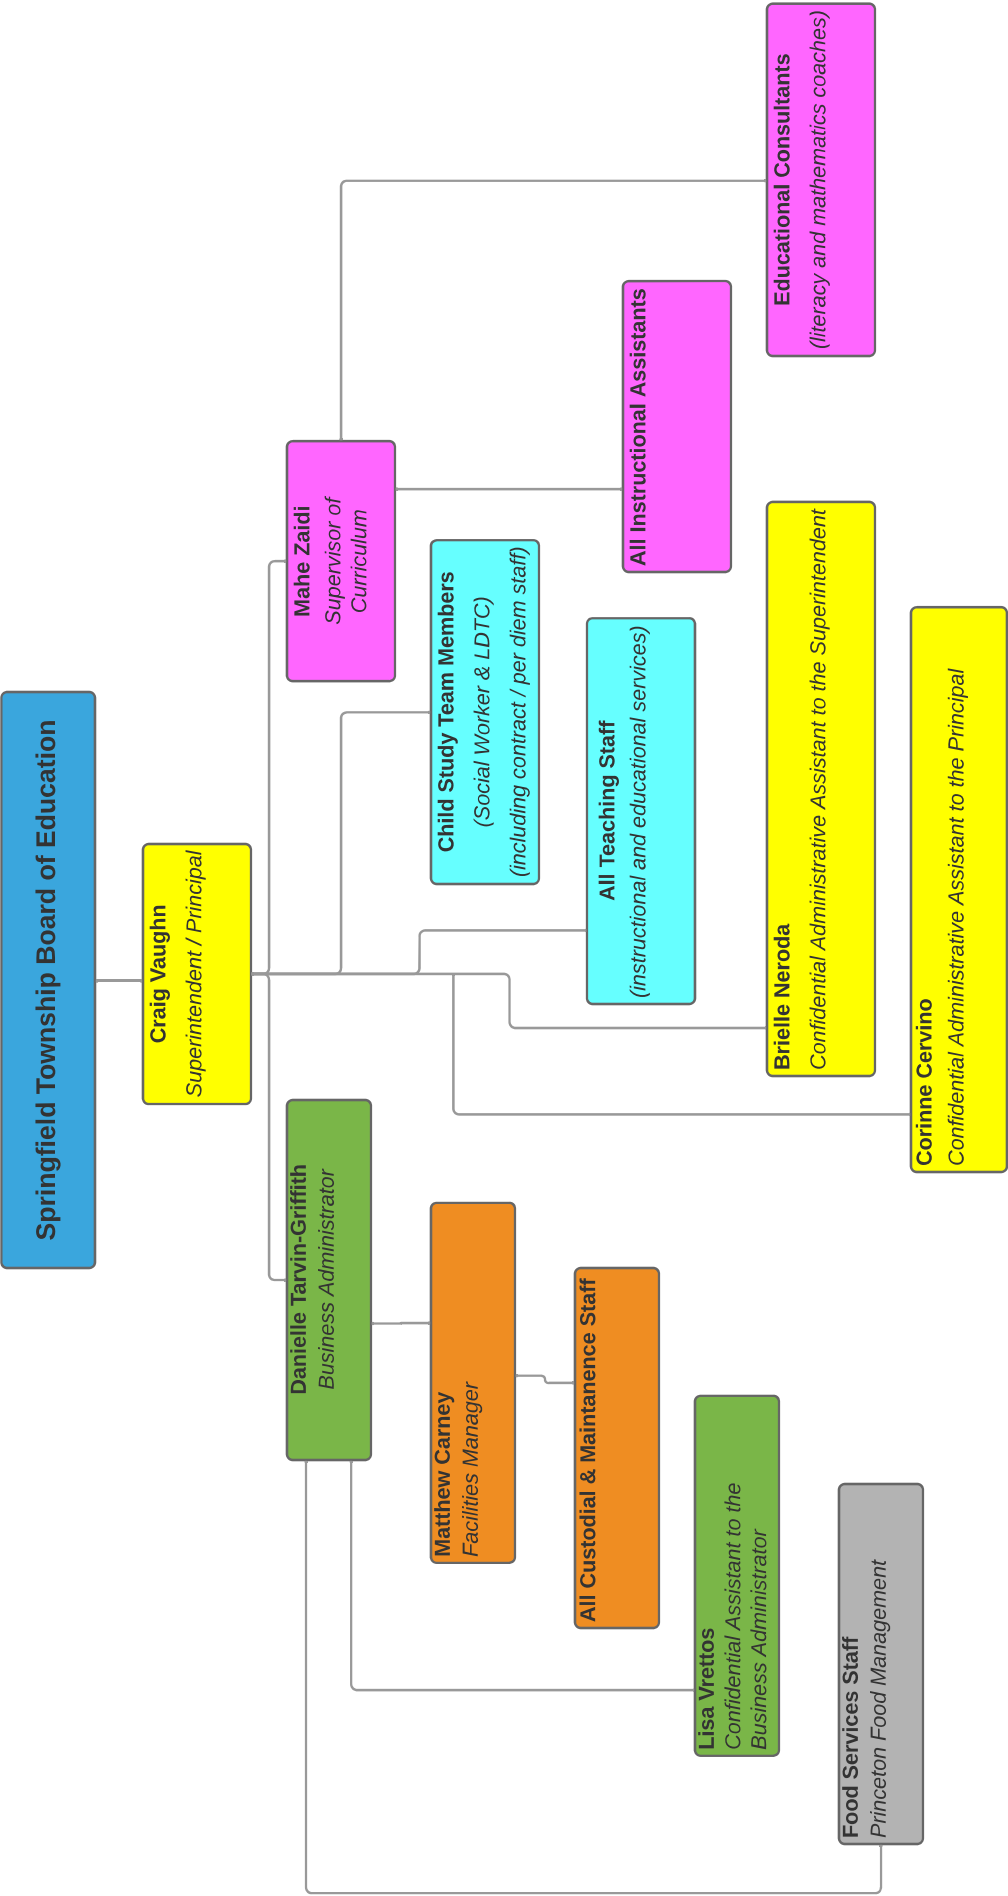 Springfield Township Board of Education
Craig Vaughn
Superintendent / Principal
Danielle Tarvin-Griffith
Business Administrator
Mahe Zaidi
Supervisor of
Curriculum
Matthew Carney
Facilities Manager
Child Study Team Members
(Social Worker & LDTC)
(including contract / per diem staff)
All Custodial & Maintanence Staff
All Teaching Staff
(instructional and educational services)
All Instructional Assistants
Lisa Vrettos
Confidential Assistant to the
Business Administrator
Brielle Neroda
Confidential Administrative Assistant to the Superintendent
Educational Consultants
(literacy and mathematics coaches)
Food Services Staff
Princeton Food Management
Corinne Cervino
Confidential Administrative Assistant to the Principal